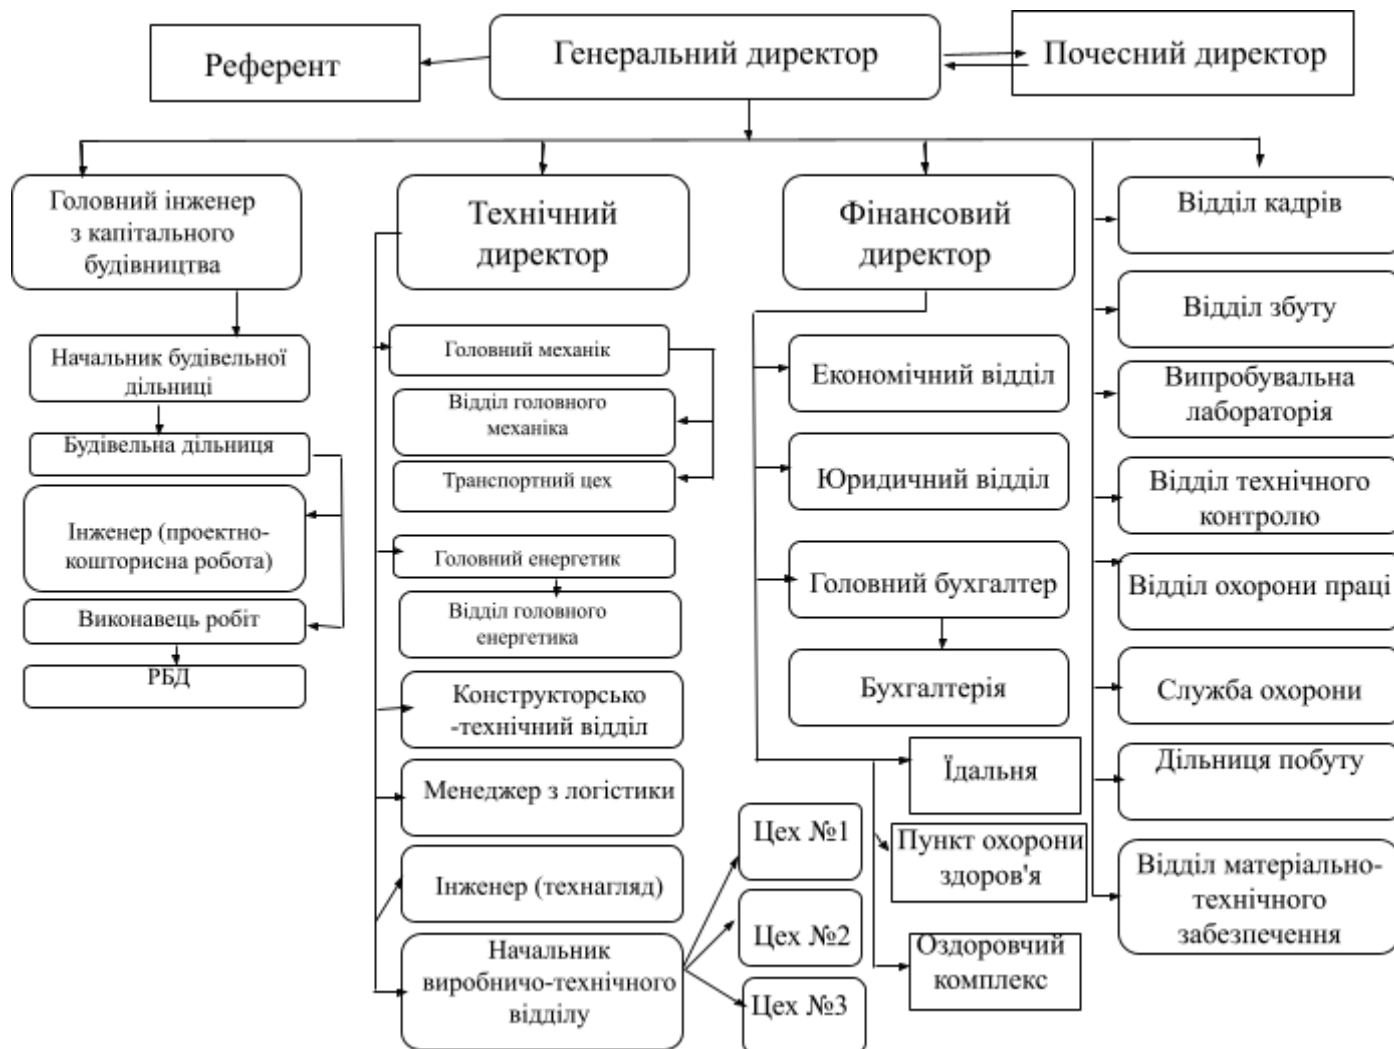 Референт
Генеральний директор
Почесний директор
Головний інженер
з капітального
будівництва
Начальник будівельної
дільниці
Будівельна дільниця
Інженер (проектно-
кошторисна робота)
Виконавець робіт
РБД
Технічний
директор
Головний механік
Відділ головного
механіка
Транспортний цех
Головний енергетик
Відділ головного
енергетика
Конструкторсько
-технічний відділ
Менеджер з логістики
Інженер (технагляд)
Начальник
виробничо-технічного
відділу
Цех №1
Цех №2
Цех №3
Фінансовий
директор
Економічний відділ
Юридичний відділ
Головний бухгалтер
Бухгалтерія
Їдальня
Пункт охорони
здоров'я
Оздоровчий
комплекс
Відділ кадрів
Відділ збуту
Випробувальна
лабораторія
Відділ технічного
контролю
Відділ охорони праці
Служба охорони
Дільниця побуту
Відділ матеріально-
технічного
забезпечення